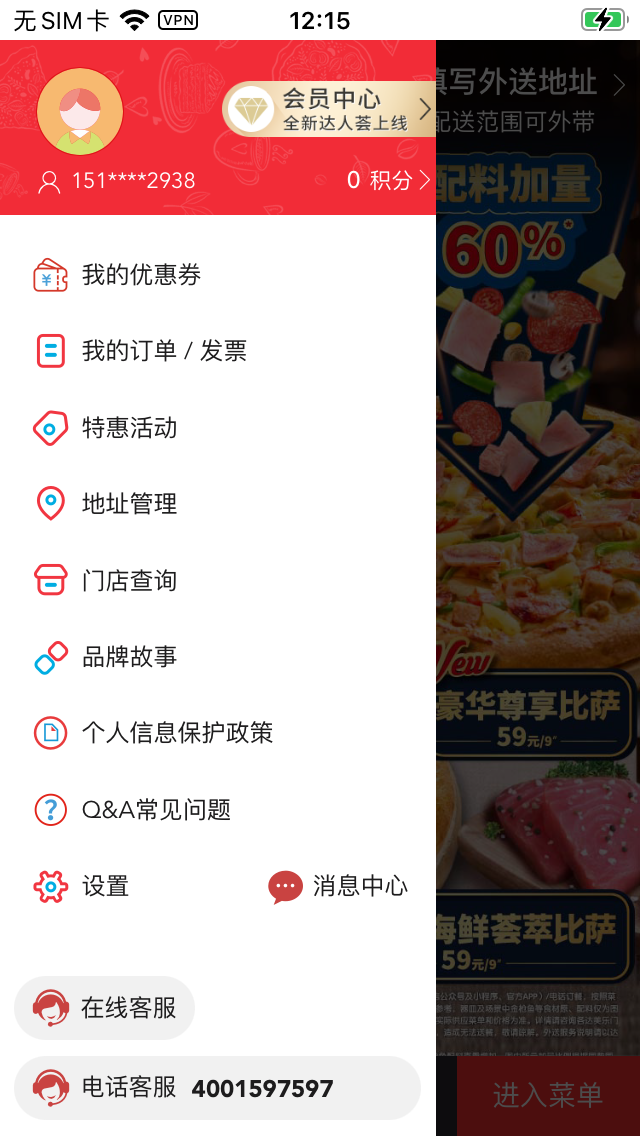 无SIM卡 VPN 12:15
会员中心
全新达人荟上线
151****2938
0 积分
我的优惠券
我的订单 / 发票
特惠活动
地址管理
门店查询
品牌故事
个人信息保护政策
Q&A常见问题
设置
消息中心
在线客服
电话客服 4001597597
填写外送地址
配送范围可外带
配料加量
60%*
New
豪华尊享比萨
59元/9"
海鲜荟萃比萨
59元/9"
进入菜单